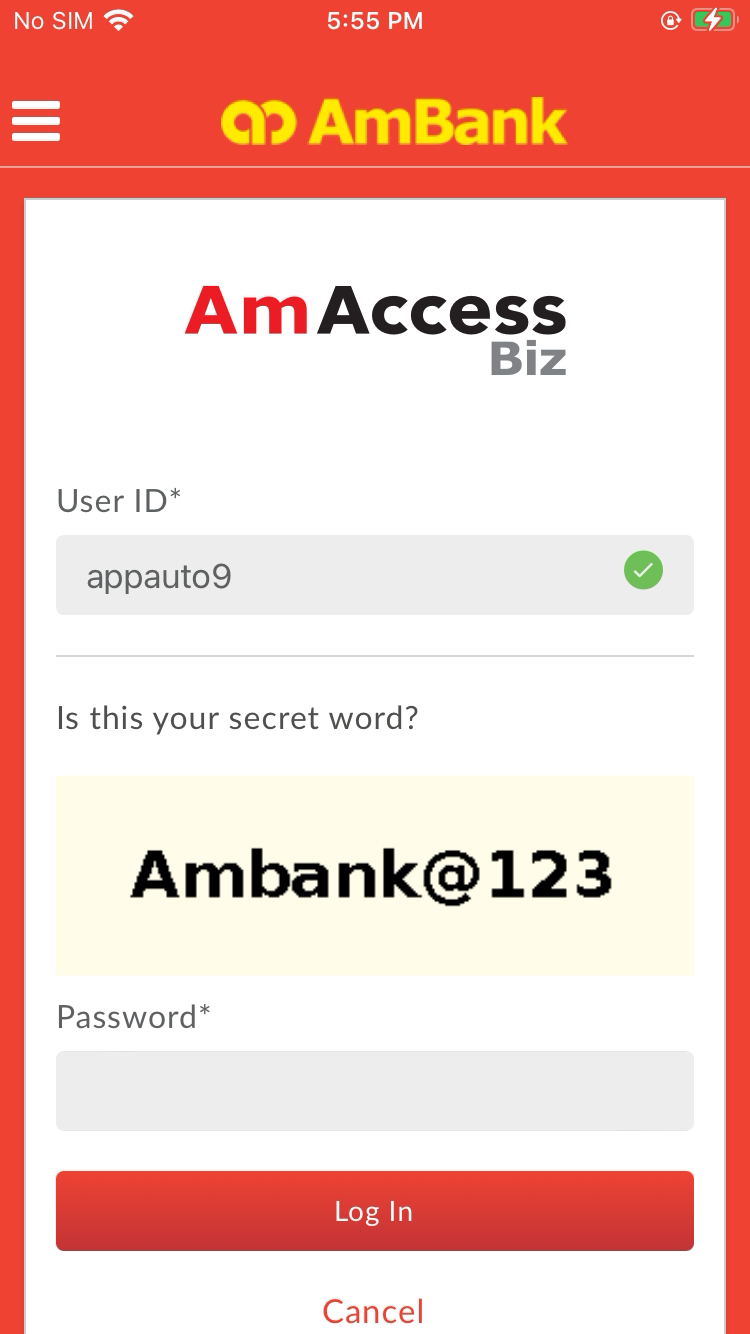 No SIM 5:55 PM
AmBank
AmAccess
Biz
User ID*
appauto9
Is this your secret word?
Ambank@123
Password*
Log In
Cancel